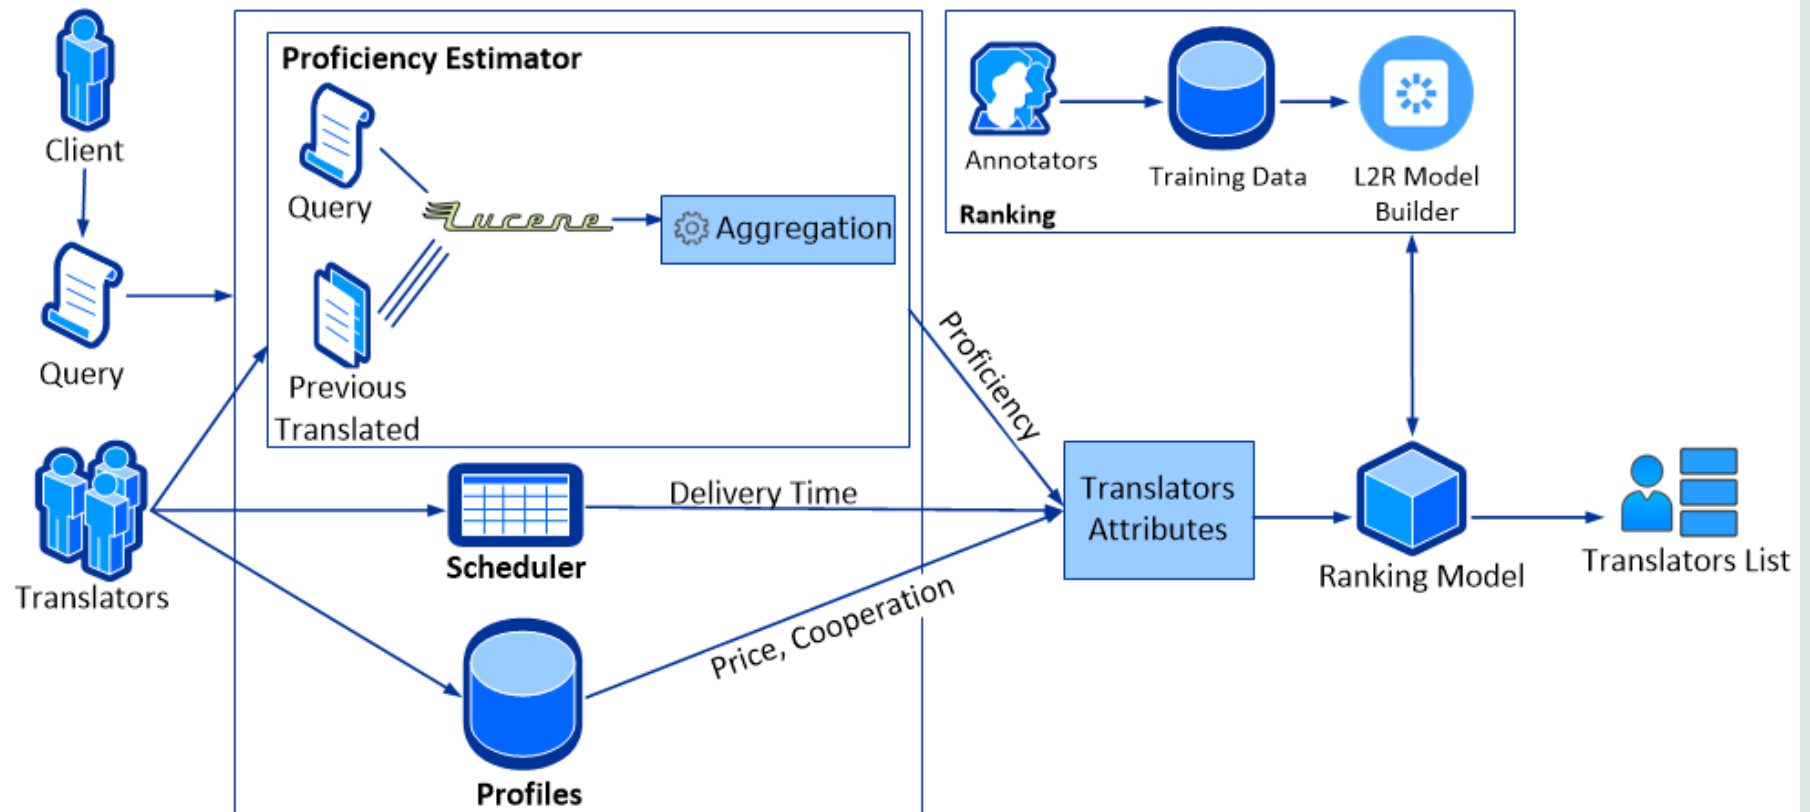 Client
Query
Translators
Proficiency Estimator
Query
Lucene
Aggregation
Previous
Translated
Scheduler
Profiles
Proficiency
Delivery Time
Price, Cooperation
Annotators
Training Data
L2R Model
Builder
Ranking
Translators
Attributes
Ranking Model
Translators List